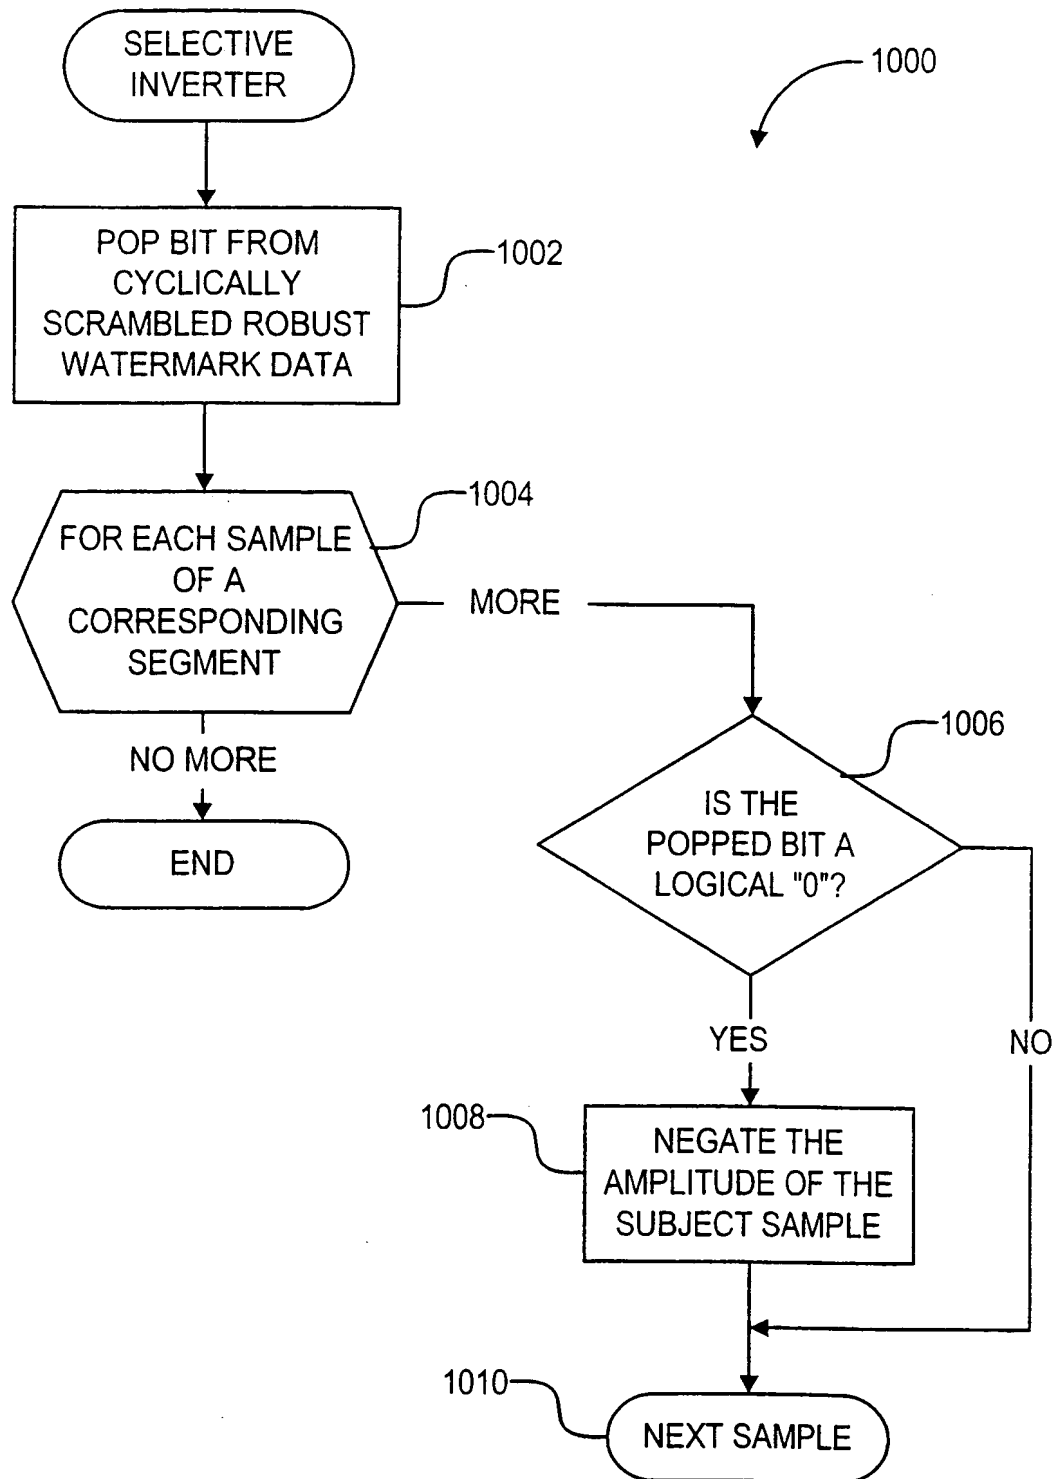 SELECTIVE
INVERTER
1000
POP BIT FROM
CYCLICALLY
SCRAMBLED ROBUST
WATERMARK DATA
1002
FOR EACH SAMPLE
OF A
CORRESPONDING
SEGMENT
1004
MORE
NO MORE
END
IS THE
POPPED BIT A
LOGICAL "0"?
1006
YES
NO
NEGATE THE
AMPLITUDE OF THE
SUBJECT SAMPLE
1008
NEXT SAMPLE
1010